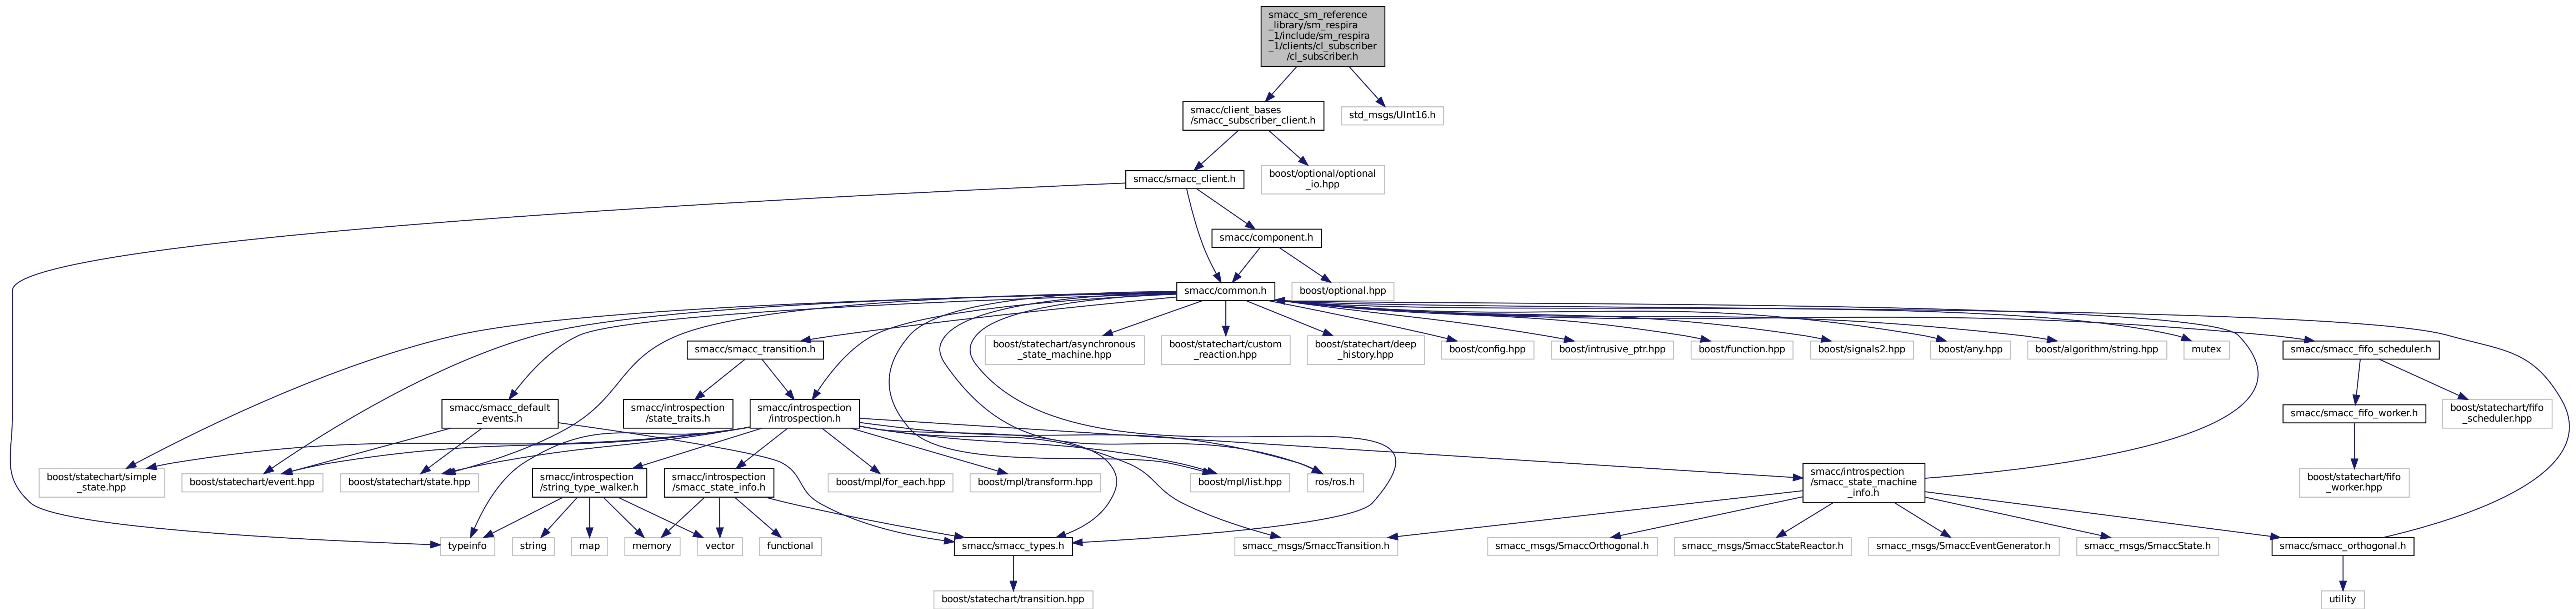 smacc_sm_reference
_library/sm_respira
_1/include/sm_respira
_1/clients/cl_subscriber
/cl_subscriber.h
smacc/client_bases
/smacc_subscriber_client.h
std_msgs/UInt16.h
smacc/smacc_client.h
boost/optional/optional
_io.hpp
smacc/component.h
smacc/common.h
boost/optional.hpp
smacc/smacc_transition.h
boost/statechart/asynchronous
_state_machine.hpp
boost/statechart/custom
_reaction.hpp
boost/statechart/deep
_history.hpp
boost/config.hpp
boost/intrusive_ptr.hpp
boost/function.hpp
boost/signals2.hpp
boost/any.hpp
boost/algorithm/string.hpp
mutex
smacc/smacc_fifo_scheduler.h
smacc/smacc_default
_events.h
smacc/introspection
/state_traits.h
smacc/introspection
/introspection.h
smacc/smacc_fifo_worker.h
boost/statechart/fifo
_scheduler.hpp
boost/statechart/simple
_state.hpp
boost/statechart/event.hpp
boost/statechart/state.hpp
smacc/introspection
/string_type_walker.h
smacc/introspection
/smacc_state_info.h
boost/mpl/for_each.hpp
boost/mpl/transform.hpp
boost/mpl/list.hpp
ros/ros.h
smacc/introspection
/smacc_state_machine
_info.h
boost/statechart/fifo
_worker.hpp
typeinfo
string
map
memory
vector
functional
smacc/smacc_types.h
smacc_msgs/SmaccTransition.h
smacc_msgs/SmaccOrthogonal.h
smacc_msgs/SmaccStateReactor.h
smacc_msgs/SmaccEventGenerator.h
smacc_msgs/SmaccState.h
smacc/smacc_orthogonal.h
boost/statechart/transition.hpp
utility